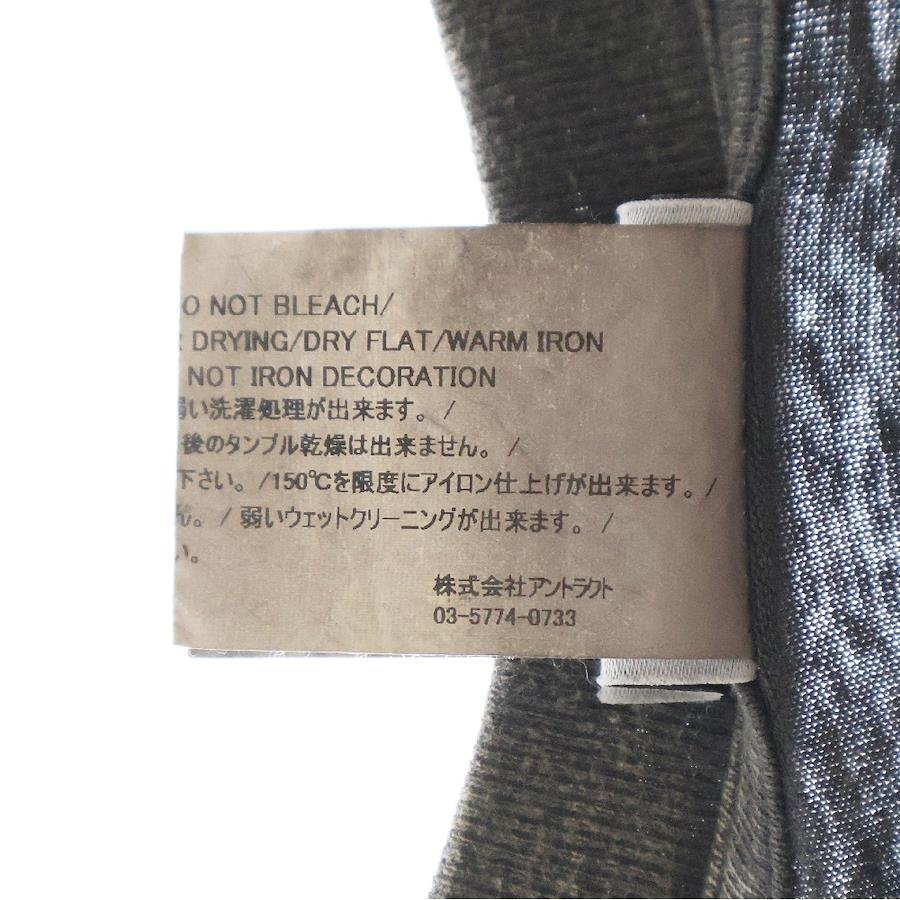 O NOT BLEACH/
DRYING/DRY FLAT/WARM IRON
NOT IRON DECORATION
弱い洗濯処理が出来ます。 /
後のタンブル乾燥は出来ません。 /
下さい。/150℃を限度にアイロン仕上げが出来ます。/
ん。/ 弱いウェットクリーニングが出来ます。 /
い。
株式会社アントラクト
03-5774-0733